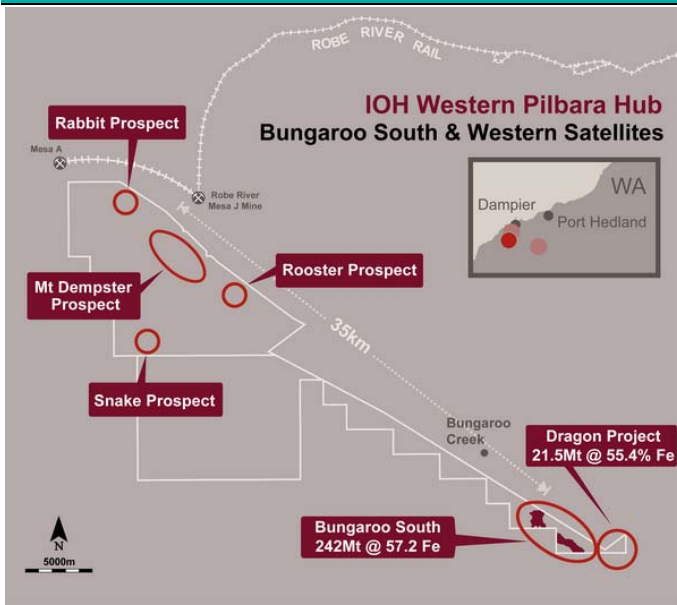 ROBE RIVER RAIL
IOH Western Pilbara Hub
Bungaroo South & Western Satellites
Rabbit Prospect
Mesa A
Robe River
Mesa J Mine
WA
Dampier
Port Hedland
Mt Dempster
Prospect
Rooster Prospect
35km
Snake Prospect
Bungaroo
Creek
Dragon Project
21.5Mt @ 55.4% Fe
Bungaroo South
242Mt @ 57.2 Fe
N
5000m